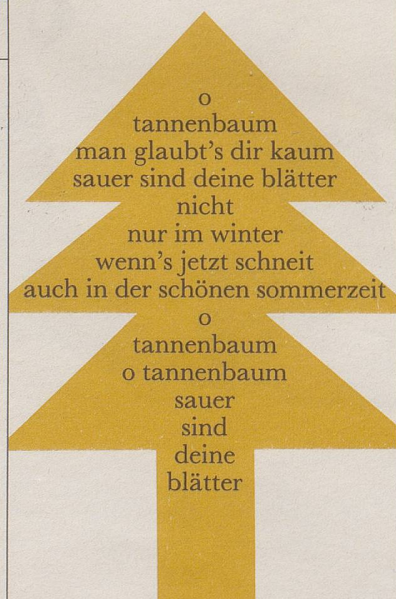 o
tannenbaum
man glaubt's dir kaum
sauer sind deine blätter
nicht
nur im winter
wenn's jetzt schneit
auch in der schönen sommerzeit
o
tannenbaum
o tannenbaum
sauer
sind
deine
blätter